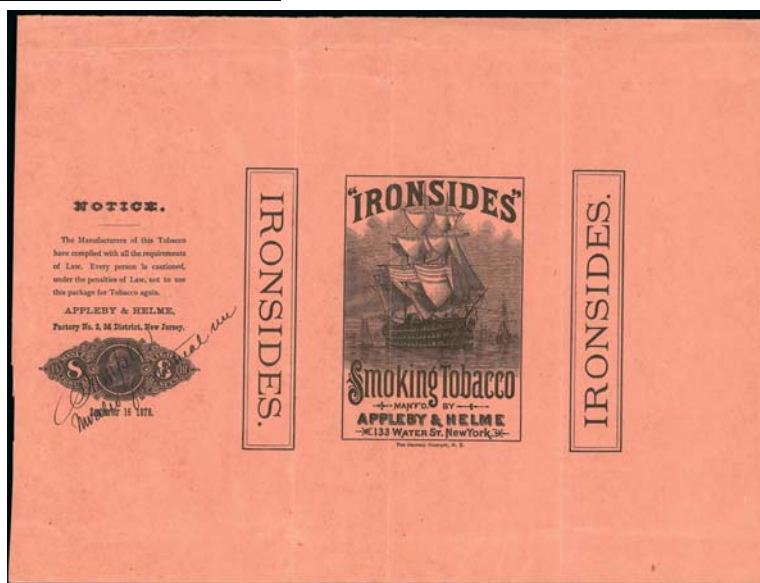 NOTICE.
The Manufacturers of this Tobacco
have complied with all the requirements
of Law. Every person is cautioned,
under the penalties of Law, not to use
this package for Tobacco again.
APPLEBY & HELME,
Factory No. 2, 3d District, New Jersey.
16 1878.
IRONSIDES.
"IRONSIDES"
Smoking Tobacco
MAN'F'D. BY
APPLEBY & HELME
133 WATER ST. NEW YORK
IRONSIDES.